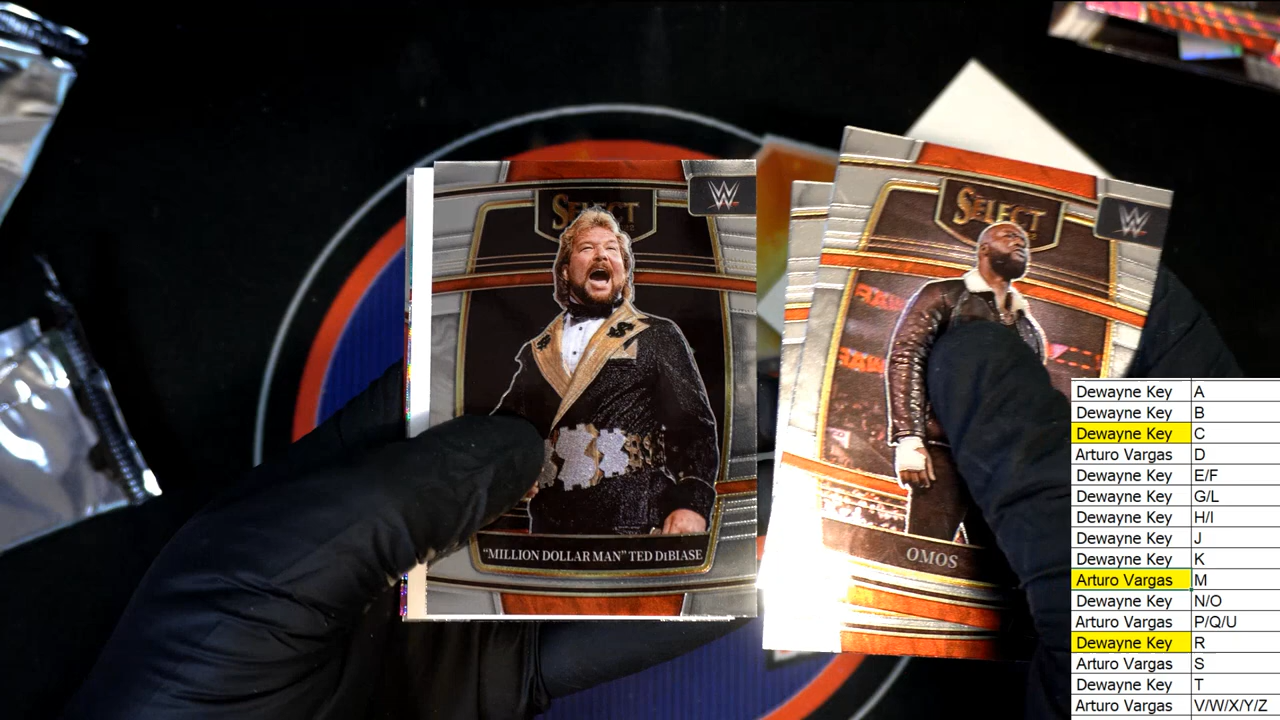 SELECT
W
"MILLION DOLLAR MAN" TED DIBIASE
SELECT
W
OMOS
Dewayne Key A
Dewayne Key B
Dewayne Key C
Arturo Vargas D
Dewayne Key E/F
Dewayne Key G/L
Dewayne Key H/I
Dewayne Key J
Dewayne Key K
Arturo Vargas M
Dewayne Key N/O
Arturo Vargas P/Q/U
Dewayne Key R
Arturo Vargas S
Dewayne Key T
Arturo Vargas V/W/X/Y/Z